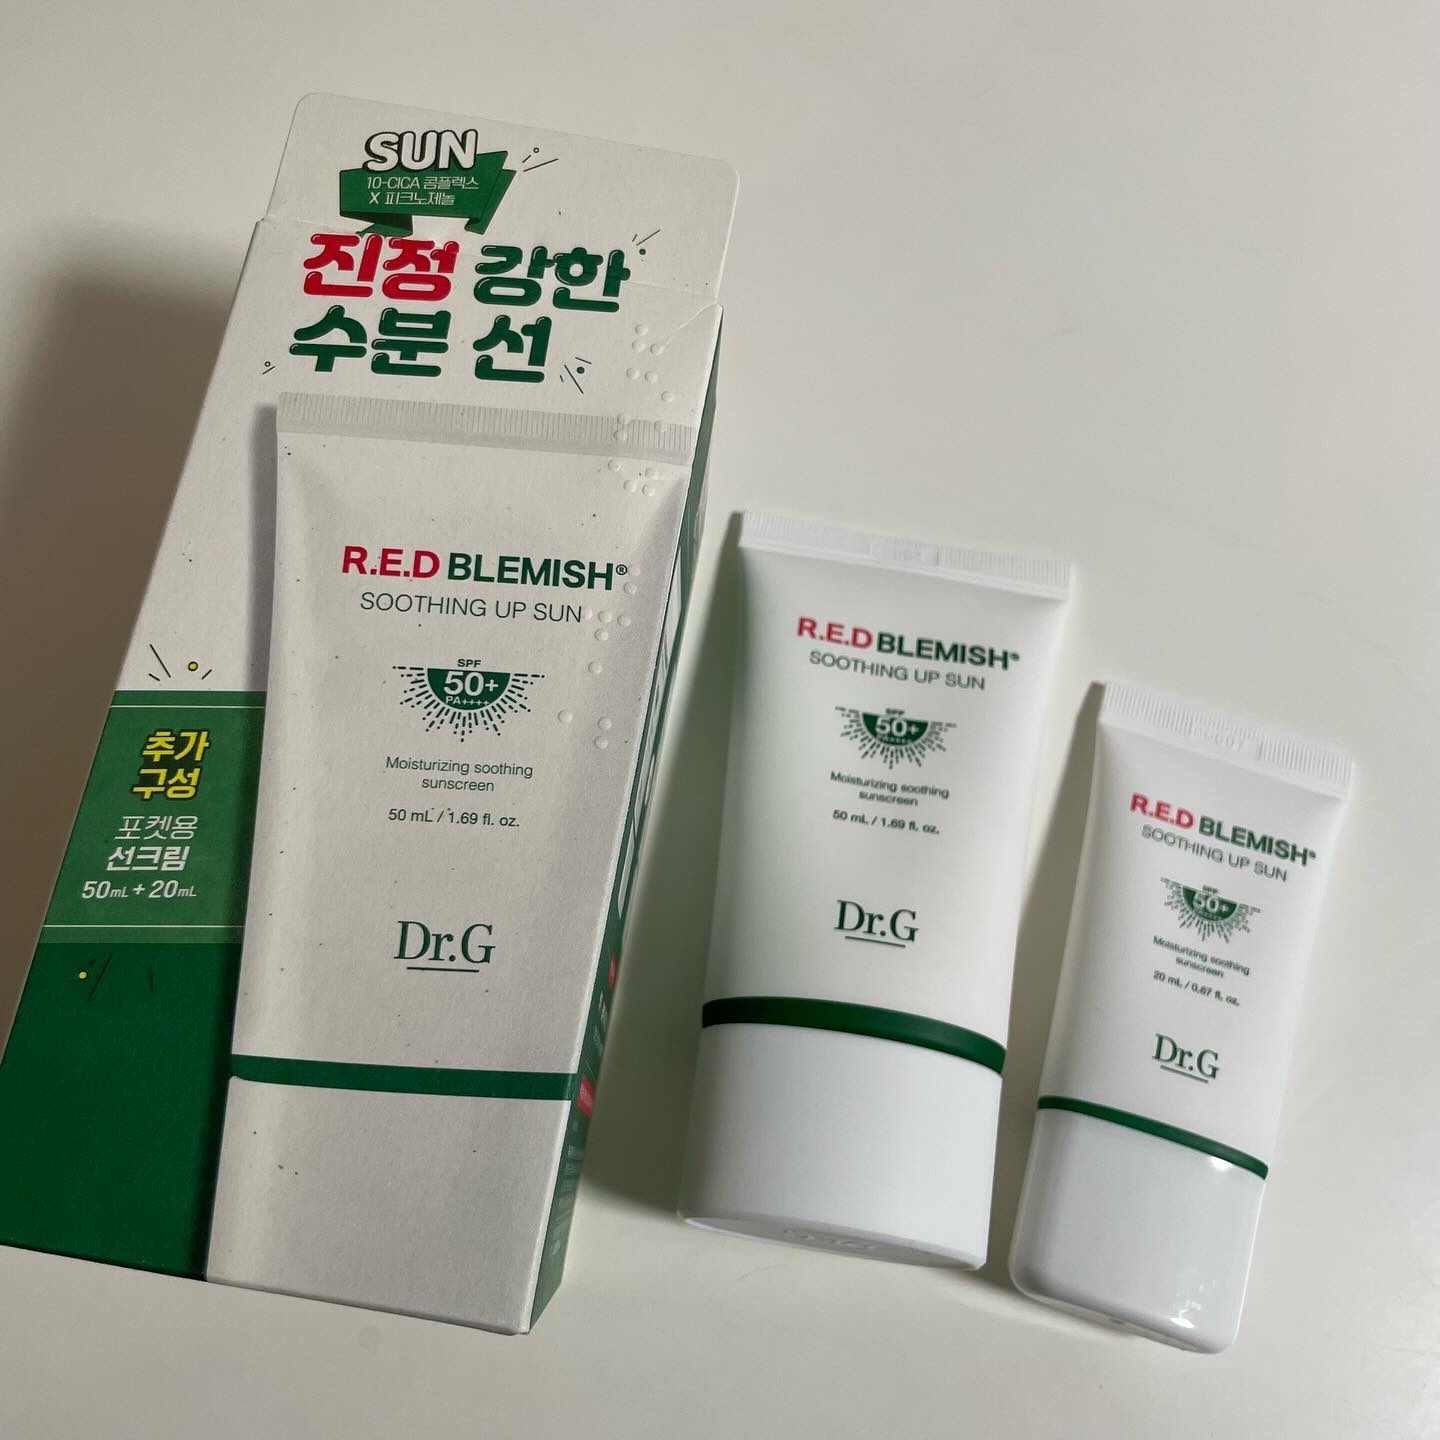 SUN
10-CICA 콤플렉스
X 피크노제놀
진정 강한
수분 선
R.E.D BLEMISH®
SOOTHING UP SUN
SPF
50+
PA++++
Moisturizing soothing
sunscreen
50 mL / 1.69 fl. oz.
Dr.G
추가
구성
포켓용
선크림
50mL + 20mL
R.E.D BLEMISH®
SOOTHING UP SUN
SPF
50+
PA++++
Moisturizing soothing
sunscreen
50 mL / 1.69 fl. oz.
Dr.G
R.E.D BLEMISH®
SOOTHING UP SUN
SPF
50+
Moisturizing soothing
sunscreen
20 mL / 0.67 fl. oz.
Dr.G